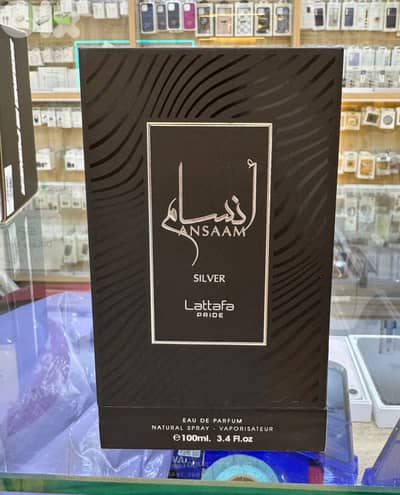 أنسام
ANSAAM
SILVER
Lattafa
PRIDE
EAU DE PARFUM
NATURAL SPRAY - VAPORISATEUR
℮100ml. 3.4 Fl.oz